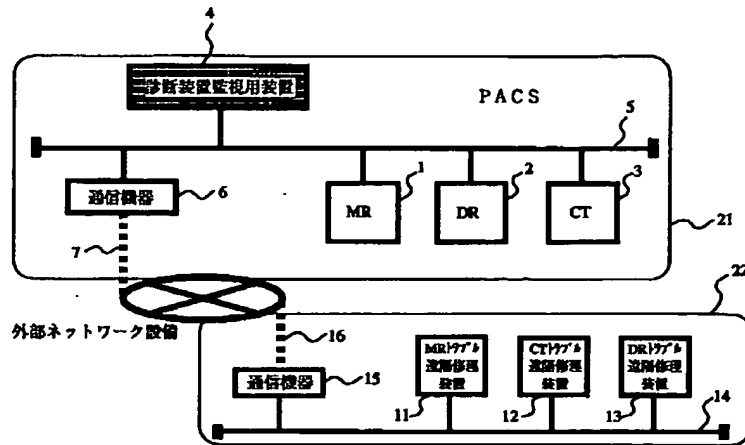 4
診断装置監視用装置
PACS
5
通信機器
6
1
2
3
MR
DR
CT
7
21
22
外部ネットワーク設備
16
MRトラブル
遠隔修理
装置
CTトラブル
遠隔修理
装置
DRトラブル
遠隔修理
装置
通信機器
15
11
12
13
14